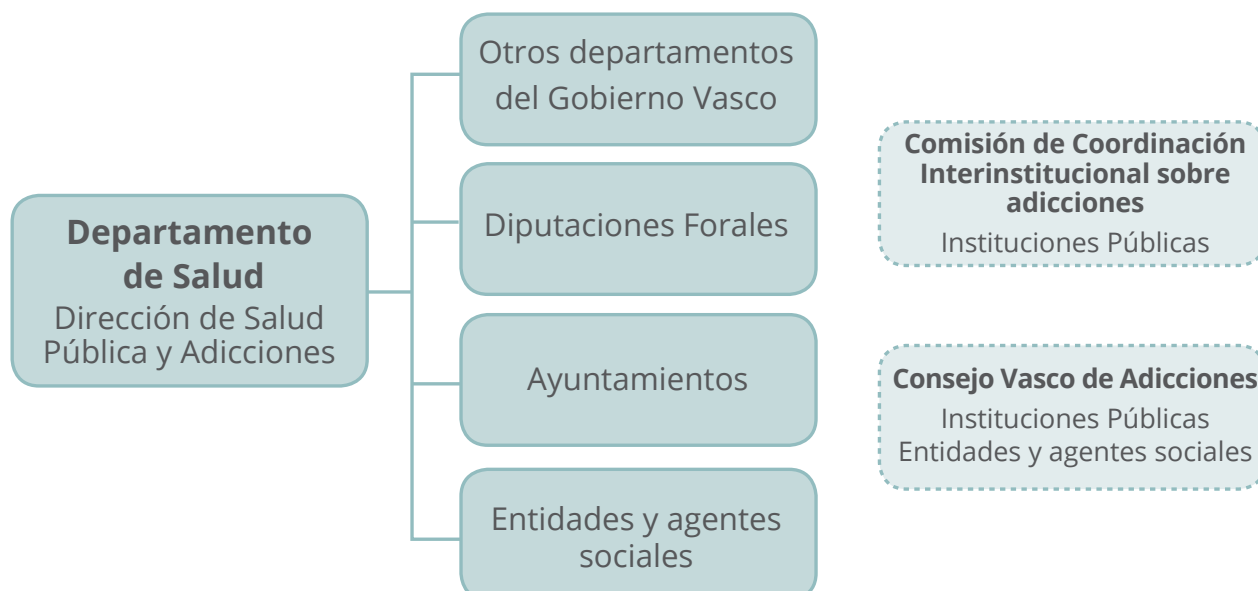 Departamento
de Salud
Dirección de Salud
Pública y Adicciones
Otros departamentos
del Gobierno Vasco
Diputaciones Forales
Ayuntamientos
Entidades y agentes
sociales
Comisión de Coordinación
Interinstitucional sobre
adicciones
Instituciones Públicas
Consejo Vasco de Adicciones
Instituciones Públicas
Entidades y agentes sociales